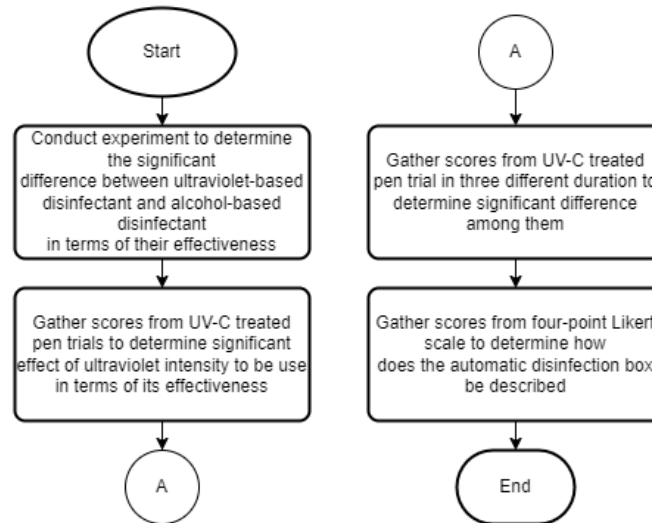 Start
Conduct experiment to determine
the significant
difference between ultraviolet-based
disinfectant and alcohol-based
disinfectant
in terms of their effectiveness
Gather scores from UV-C treated
pen trials to determine significant
effect of ultraviolet intensity to be use
in terms of its effectiveness
A
A
Gather scores from UV-C treated
pen trial in three different duration to
determine significant difference
among them
Gather scores from four-point Likert
scale to determine how
does the automatic disinfection box
be described
End